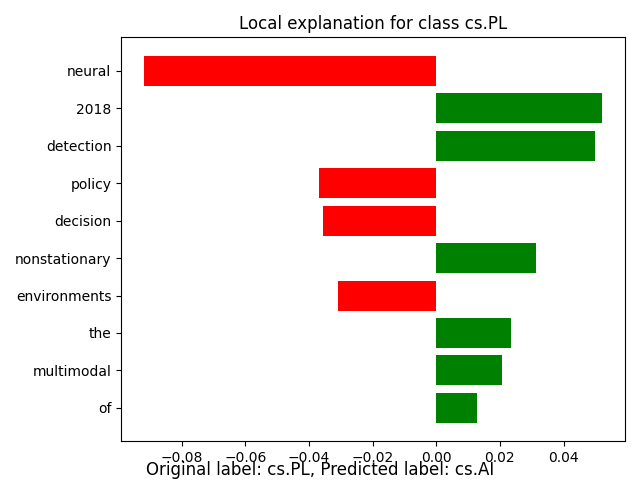 Local explanation for class cs.PL
neural
2018
detection
policy
decision
nonstationary
environments
the
multimodal
of
−0.08 −0.06 −0.04 −0.02 0.00 0.02 0.04
Original label: cs.PL, Predicted label: cs.AI